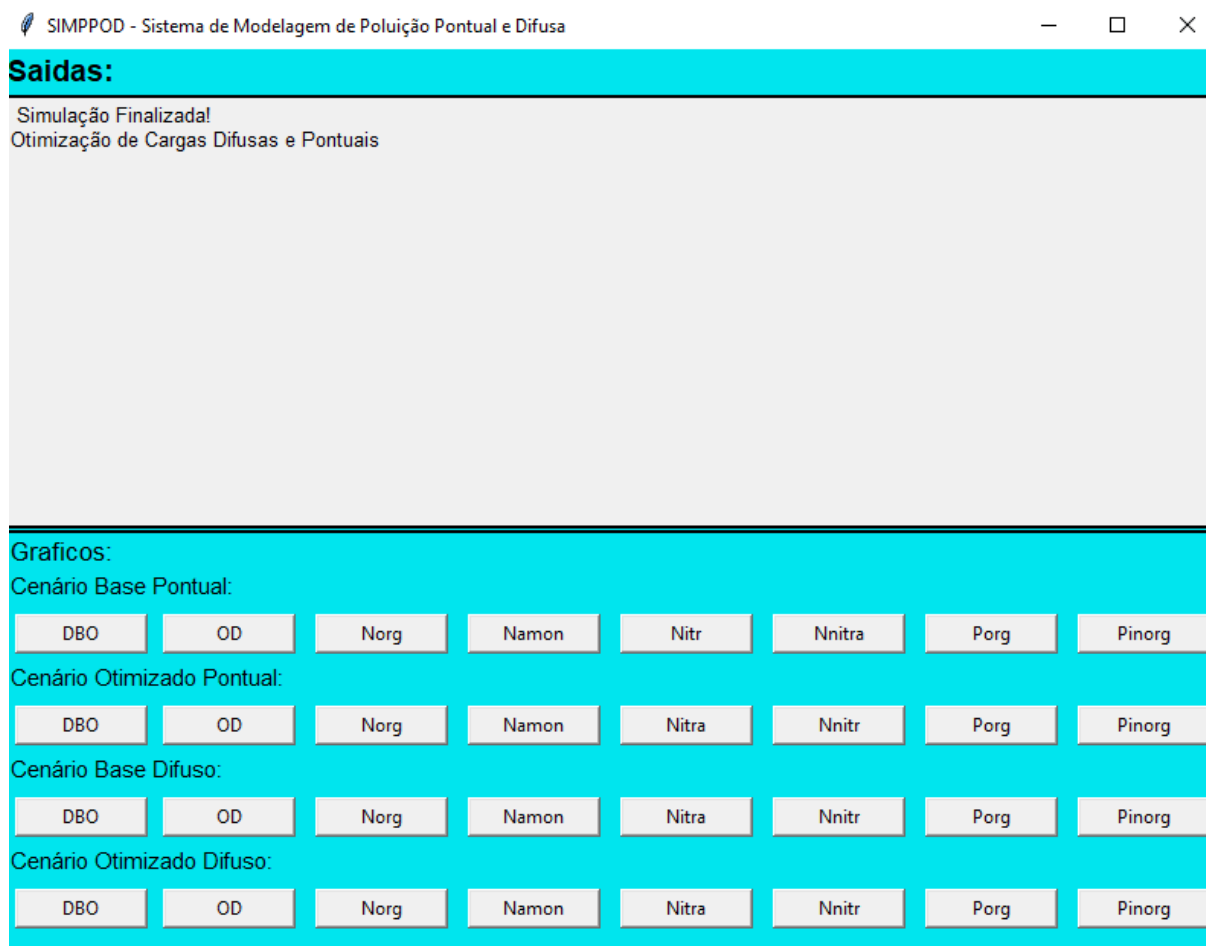 SIMPPOD - Sistema de Modelagem de Poluição Pontual e Difusa
Saidas:
Simulação Finalizada!
Otimização de Cargas Difusas e Pontuais
Graficos:
Cenário Base Pontual:
DBO OD Norg Namon Nitr Nnitra Porg Pinorg
Cenário Otimizado Pontual:
DBO OD Norg Namon Nitra Nnitr Porg Pinorg
Cenário Base Difuso:
DBO OD Norg Namon Nitra Nnitr Porg Pinorg
Cenário Otimizado Difuso:
DBO OD Norg Namon Nitra Nnitr Porg Pinorg